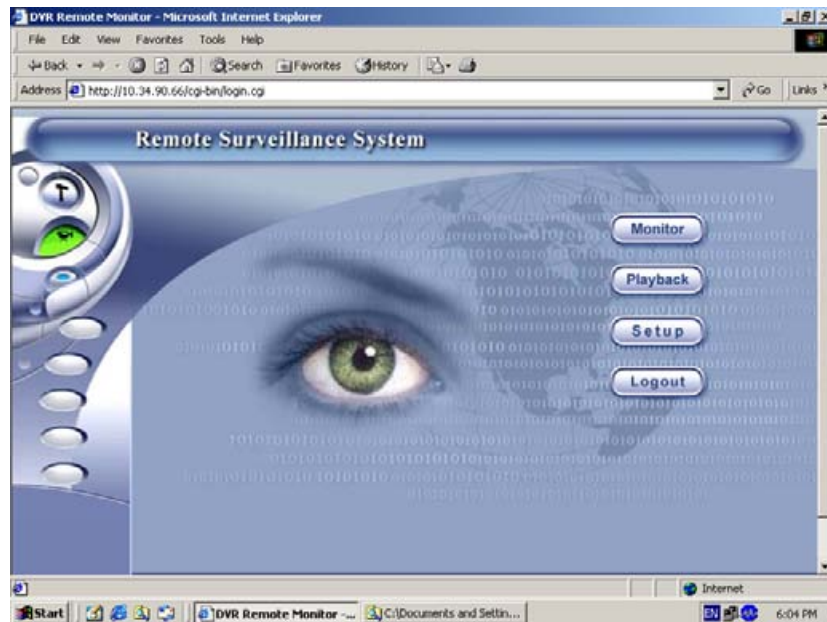 DVR Remote Monitor - Microsoft Internet Explorer
File Edit View Favorites Tools Help
Back Search Favorites History
Address http://10.34.90.66/cgi-bin/login.cgi Go Links
Remote Surveillance System
Monitor
Playback
Setup
Logout
Internet
Start DVR Remote Monitor -... C:\Documents and Settin... EN 6:04 PM